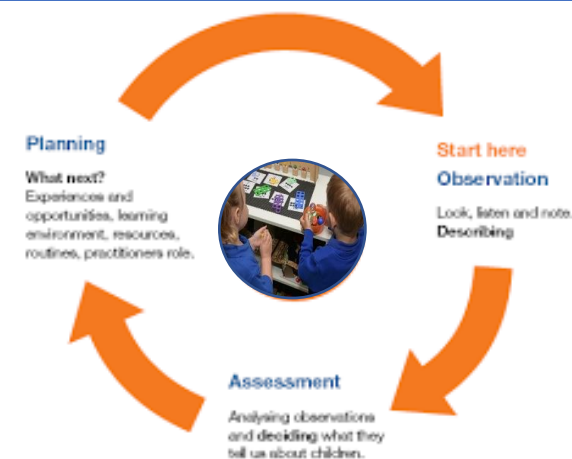 Planning
What next?
Experiences and
opportunities, learning
environment, resources,
routines, practitioners role.
Start here
Observation
Look, listen and note.
Describing
Assessment
Analysing observations
and deciding what they
tell us about children.